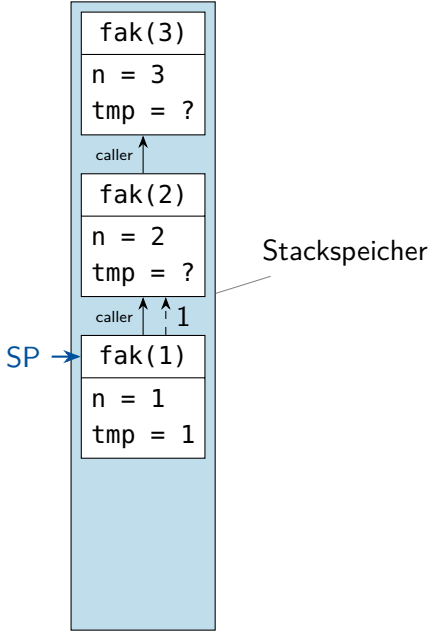 fak(3)
n = 3
tmp = ?
caller
fak(2)
n = 2
tmp = ?
Stackspeicher
caller
1
SP
fak(1)
n = 1
tmp = 1